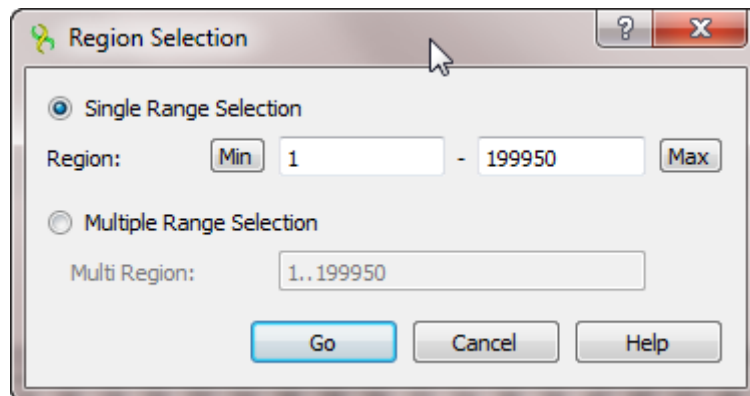 Region Selection
Single Range Selection
Region: Min 1 - 199950 Max
Multiple Range Selection
Multi Region: 1..199950
Go Cancel Help